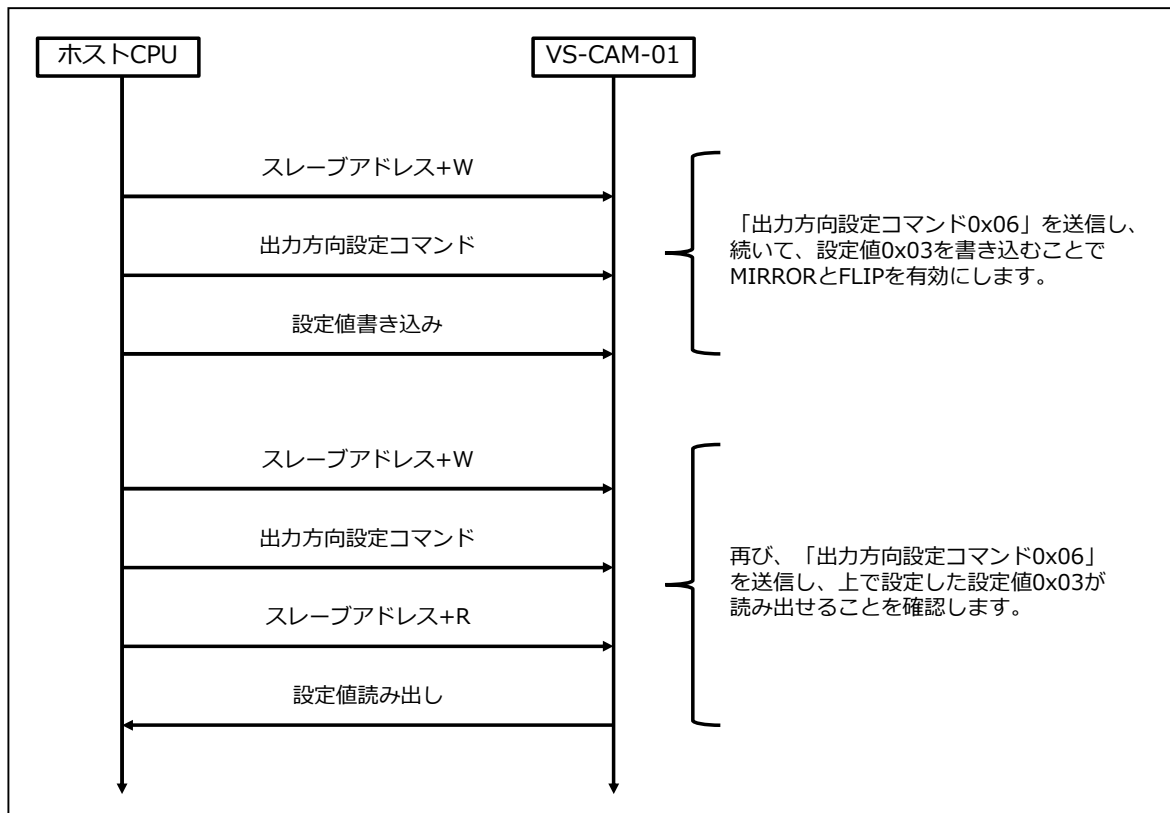 ホストCPU
VS-CAM-01
スレーブアドレス+W
出力方向設定コマンド
設定値書き込み
「出力方向設定コマンド0x06」を送信し、
続いて、設定値0x03を書き込むことで
MIRRORとFLIPを有効にします。
スレーブアドレス+W
出力方向設定コマンド
スレーブアドレス+R
設定値読み出し
再び、「出力方向設定コマンド0x06」
を送信し、上で設定した設定値0x03が
読み出せることを確認します。